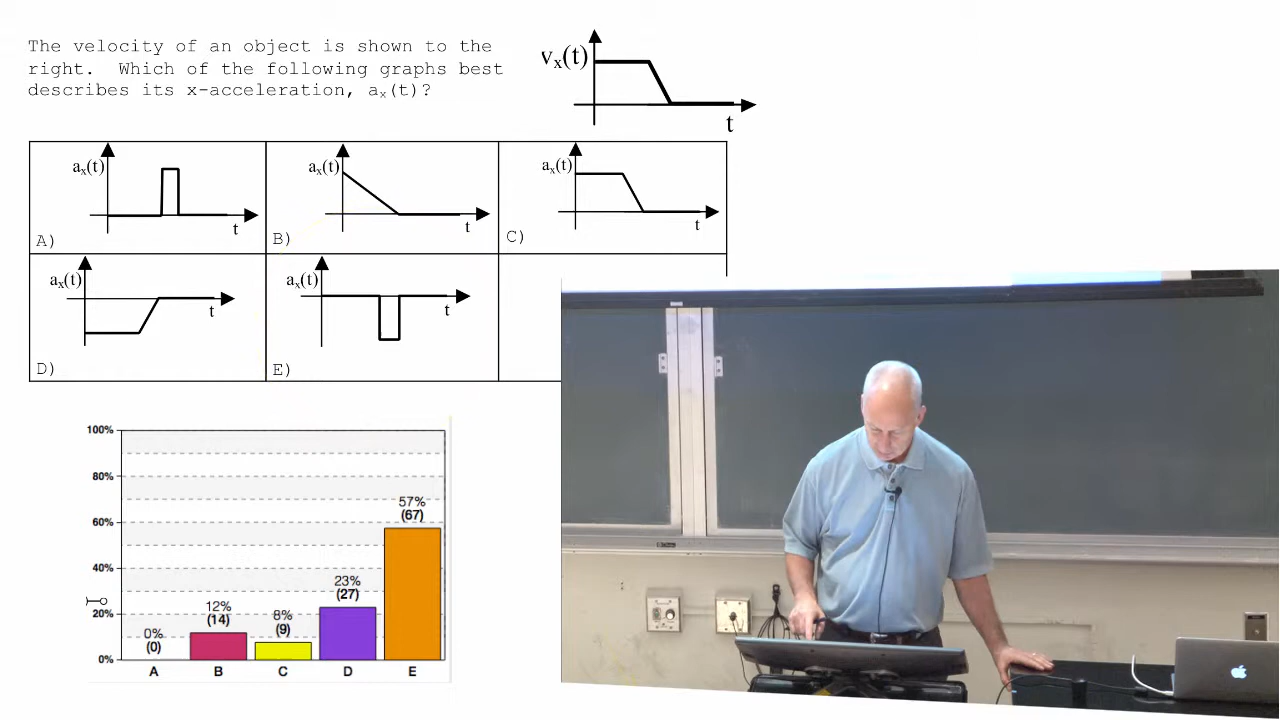 The velocity of an object is shown to the
right. Which of the following graphs best
describes its x-acceleration, aₓ(t)?
vₓ(t)
t
aₓ(t)
t
A)
aₓ(t)
t
B)
aₓ(t)
t
C)
aₓ(t)
t
D)
aₓ(t)
t
E)
100%
80%
60%
40%
20%
0%
0%
(0)
12%
(14)
8%
(9)
23%
(27)
57%
(67)
A B C D E